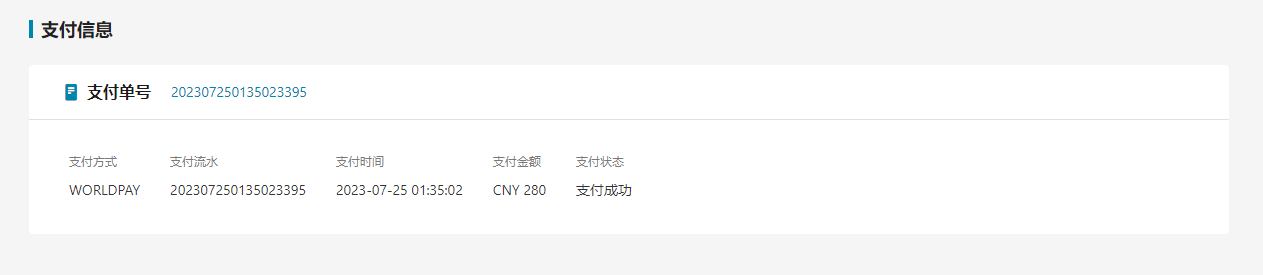 支付信息
支付单号 202307250135023395
支付方式 支付流水 支付时间 支付金额 支付状态
WORLDPAY 202307250135023395 2023-07-25 01:35:02 CNY 280 支付成功